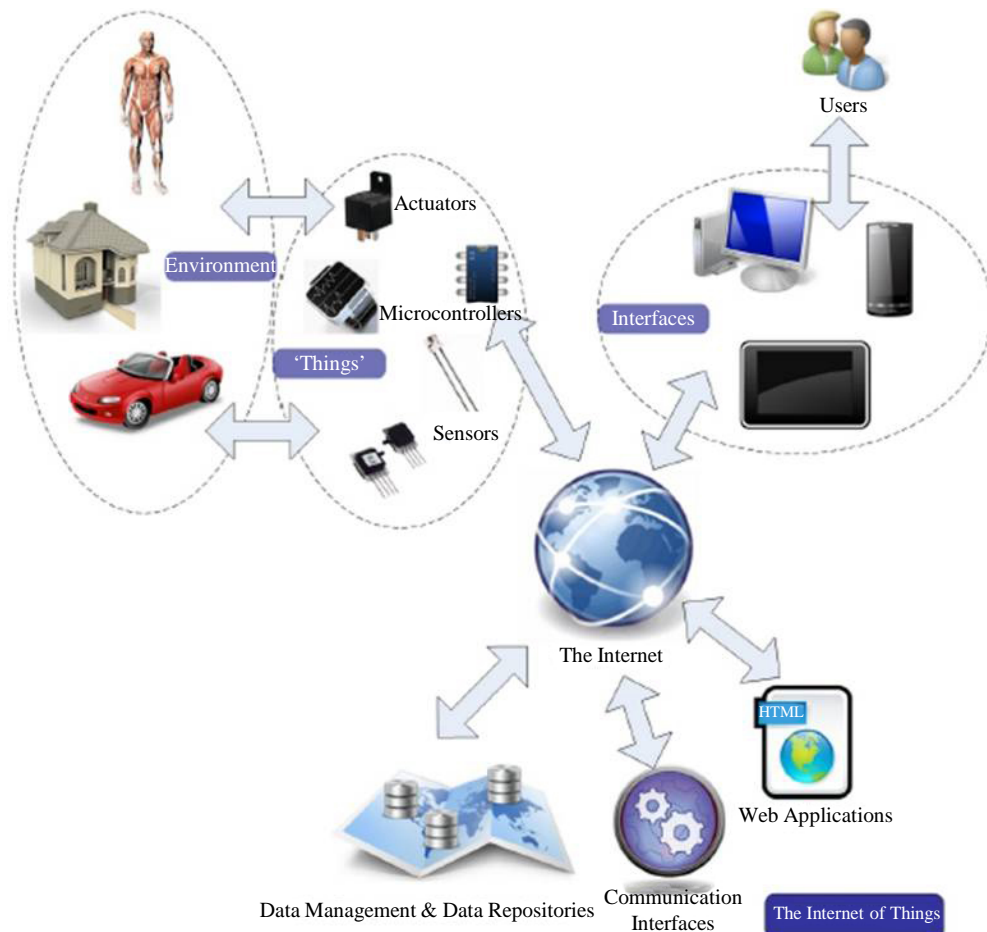 Users
Actuators
Environment
Microcontrollers
Interfaces
‘Things’
Sensors
The Internet
HTML
Web Applications
Data Management & Data Repositories
Communication
Interfaces
The Internet of Things